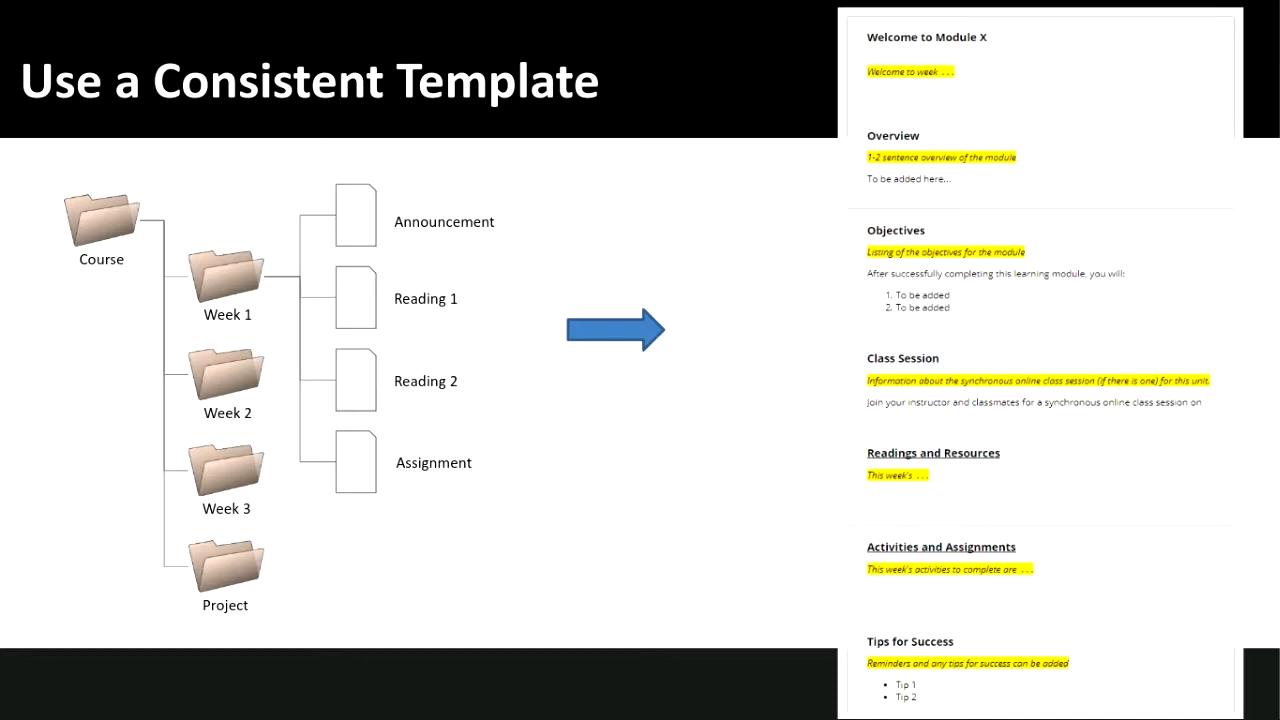 Use a Consistent Template
Course
Week 1
Week 2
Week 3
Project
Announcement
Reading 1
Reading 2
Assignment
Welcome to Module X
Welcome to week . . .
Overview
1-2 sentence overview of the module
To be added here...
Objectives
Listing of the objectives for the module
After successfully completing this learning module, you will:
1. To be added
2. To be added
Class Session
Information about the synchronous online class session (if there is one) for this unit.
Join your instructor and classmates for a synchronous online class session on
Readings and Resources
This week's . . .
Activities and Assignments
This week's activities to complete are . . .
Tips for Success
Reminders and any tips for success can be added
• Tip 1
• Tip 2